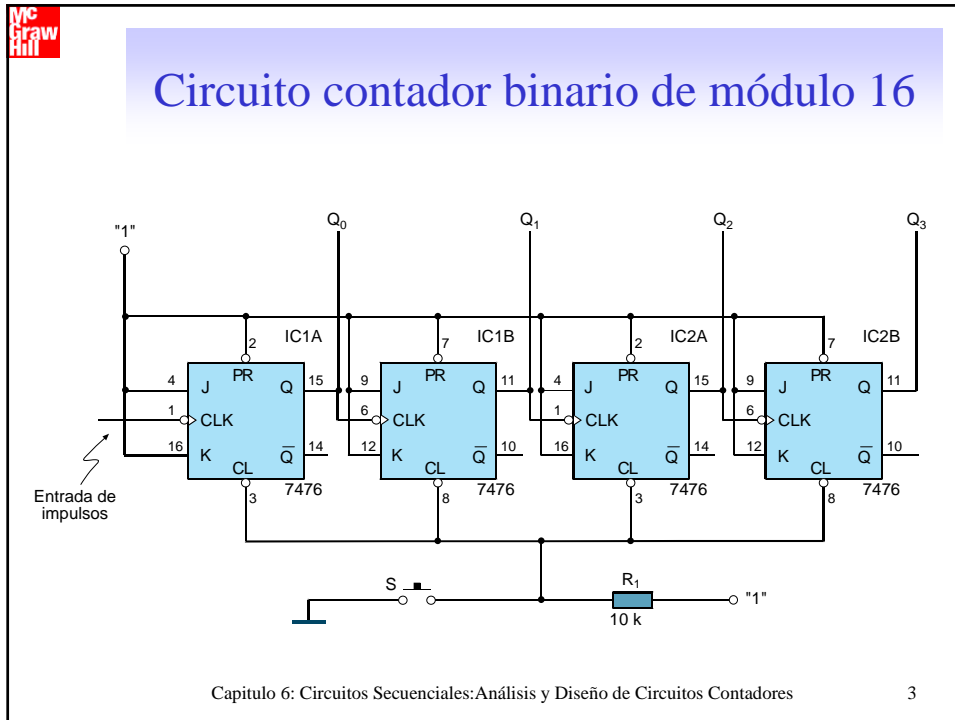 Mc
Graw
Hill
Circuito contador binario de módulo 16
"1" Q0 Q1 Q2 Q3
2 IC1A 7 IC1B 2 IC2A 7 IC2B
4 J PR Q 15 9 J PR Q 11 4 J PR Q 15 9 J PR Q 11
1 CLK 6 CLK 1 CLK 6 CLK
16 K Q̅ 14 12 K Q̅ 10 16 K Q̅ 14 12 K Q̅ 10
CL CL CL CL
3 7476 8 7476 3 7476 8 7476
Entrada de
impulsos
S R1 "1"
10 k
Capitulo 6: Circuitos Secuenciales:Análisis y Diseño de Circuitos Contadores 3